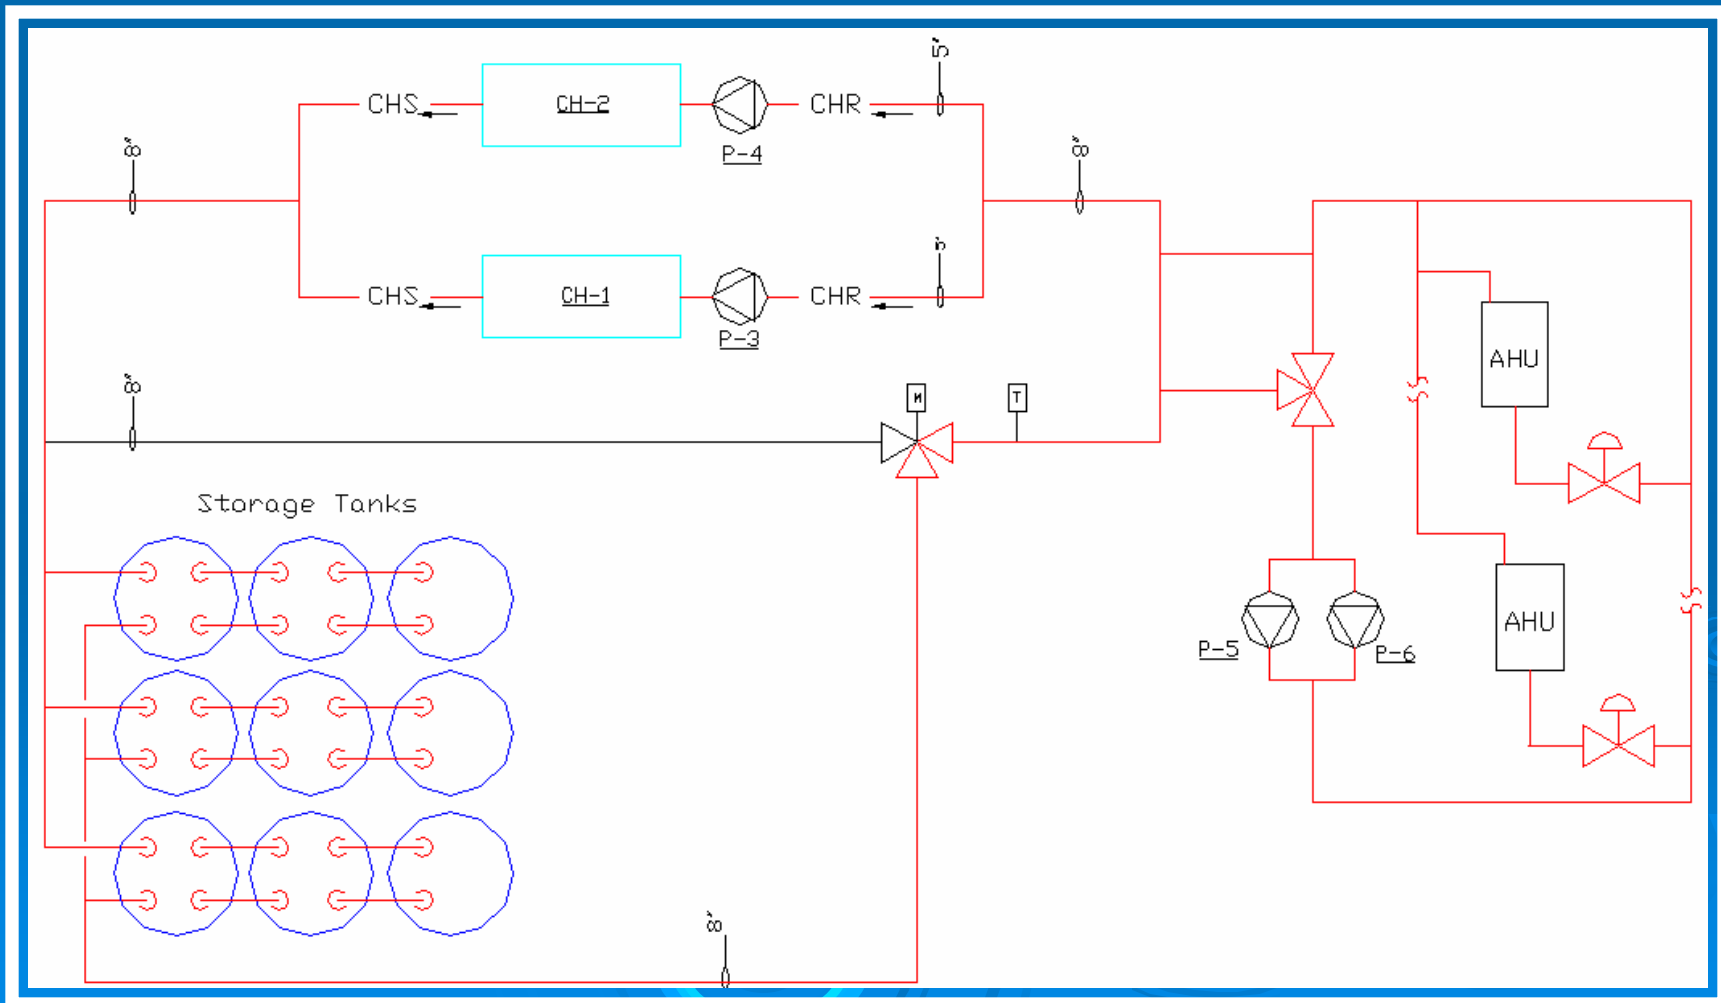 5'
CHS
CH-2
CHR
P-4
8"
8"
5"
CHS
CH-1
CHR
P-3
8"
M
T
AHU
Storage Tanks
AHU
P-5
P-6
8"